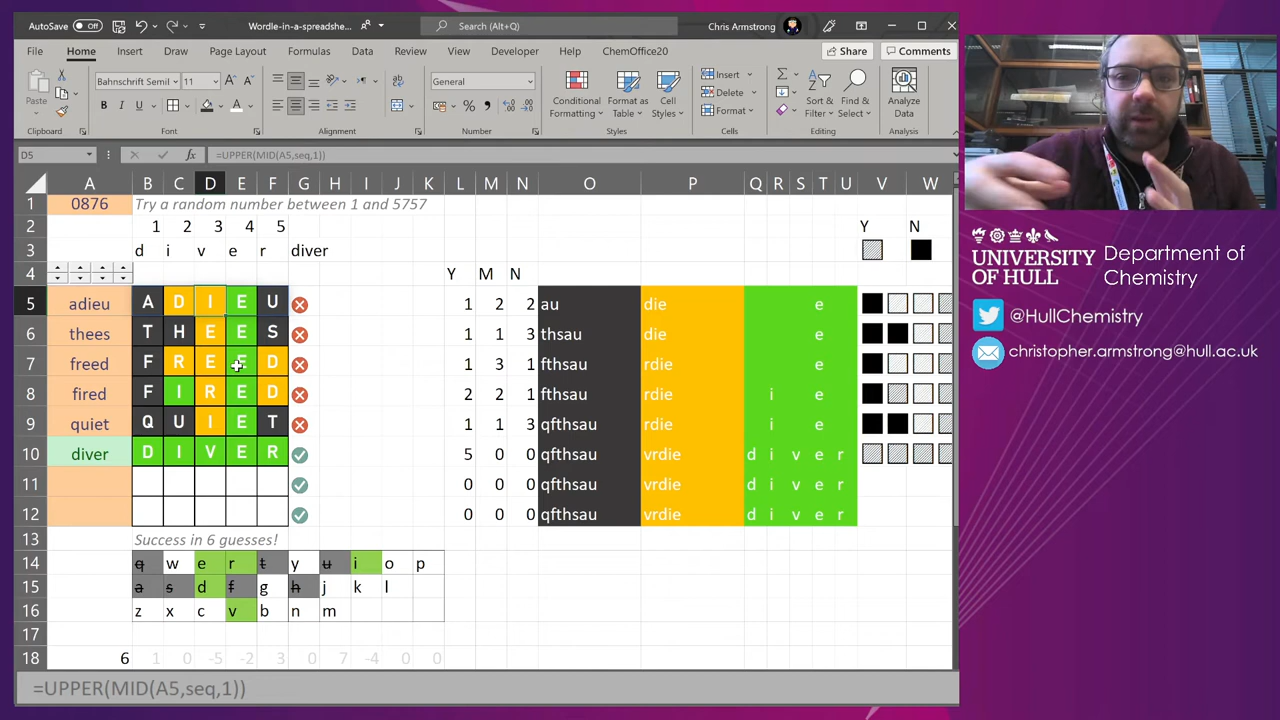 AutoSave Off Wordle-in-a-spreadshe... Search (Alt+Q) Chris Armstrong
File Home Insert Draw Page Layout Formulas Data Review View Developer Help ChemOffice20 Share Comments
Paste Bahnschrift Semil 11 A A ab General Conditional Formatting Format as Table Cell Styles Insert Delete Format Sort & Filter Find & Select Analyze Data
B I U A
Clipboard Font Alignment Number Styles Cells Editing Analysis
D5 fx =UPPER(MID(A5,seq,1))
A B C D E F G H I J K L M N O P Q R S T U V W
1 0876 Try a random number between 1 and 5757
2 1 2 3 4 5 Y N
3 d i v e r diver
4 Y M N
5 adieu A D I E U 1 2 2 au die e
6 thees T H E E S 1 1 3 thsau die e
7 freed F R E E D 1 3 1 fthsau rdie e
8 fired F I R E D 2 2 1 fthsau rdie i e
9 quiet Q U I E T 1 1 3 qfthsau rdie i e
10 diver D I V E R 5 0 0 qfthsau vrdie d i v e r
11 0 0 0 qfthsau vrdie d i v e r
12 0 0 0 qfthsau vrdie d i v e r
13 Success in 6 guesses!
14 q w e r t y u i o p
15 a s d f g h j k l
16 z x c v b n m
17
18 6 1 0 -5 -2 3 0 7 -4 0 0
=UPPER(MID(A5,seq,1))
UNIVERSITY OF HULL
Department of Chemistry
@HullChemistry
christopher.armstrong@hull.ac.uk